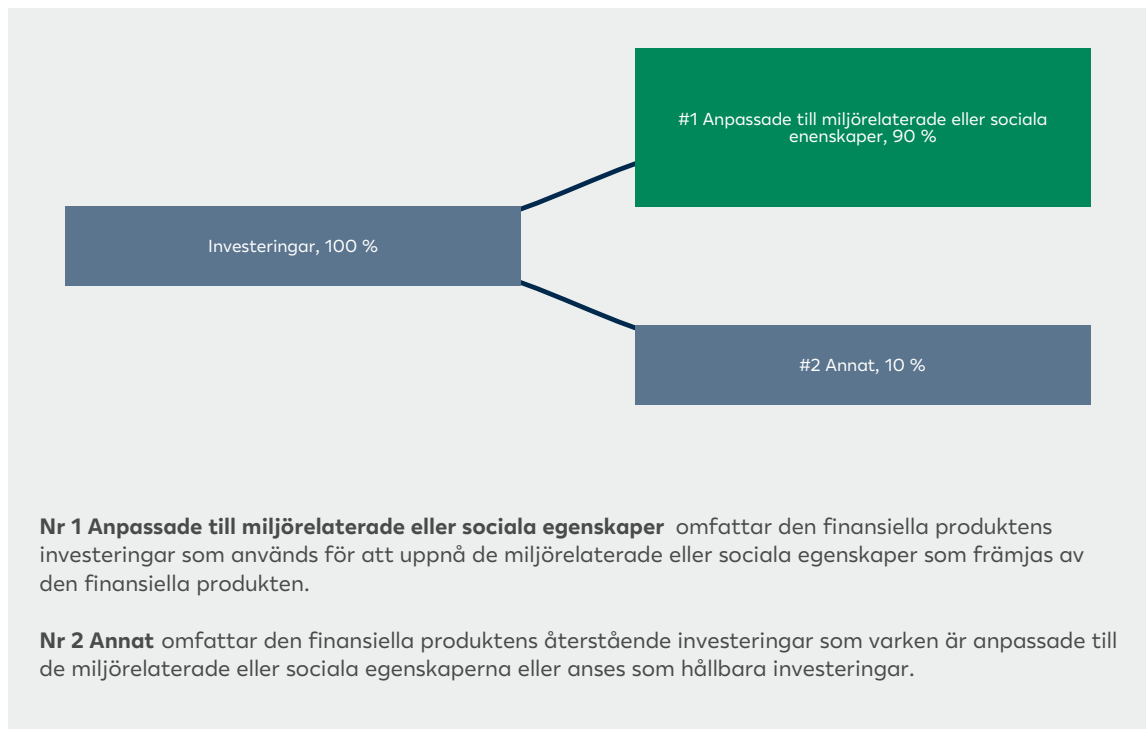 #1 Anpassade till miljörelaterade eller sociala
enenskaper, 90 %
Investeringar, 100 %
#2 Annat, 10 %
Nr 1 Anpassade till miljörelaterade eller sociala egenskaper omfattar den finansiella produktens
investeringar som används för att uppnå de miljörelaterade eller sociala egenskaper som främjas av
den finansiella produkten.
Nr 2 Annat omfattar den finansiella produktens återstående investeringar som varken är anpassade till
de miljörelaterade eller sociala egenskaperna eller anses som hållbara investeringar.